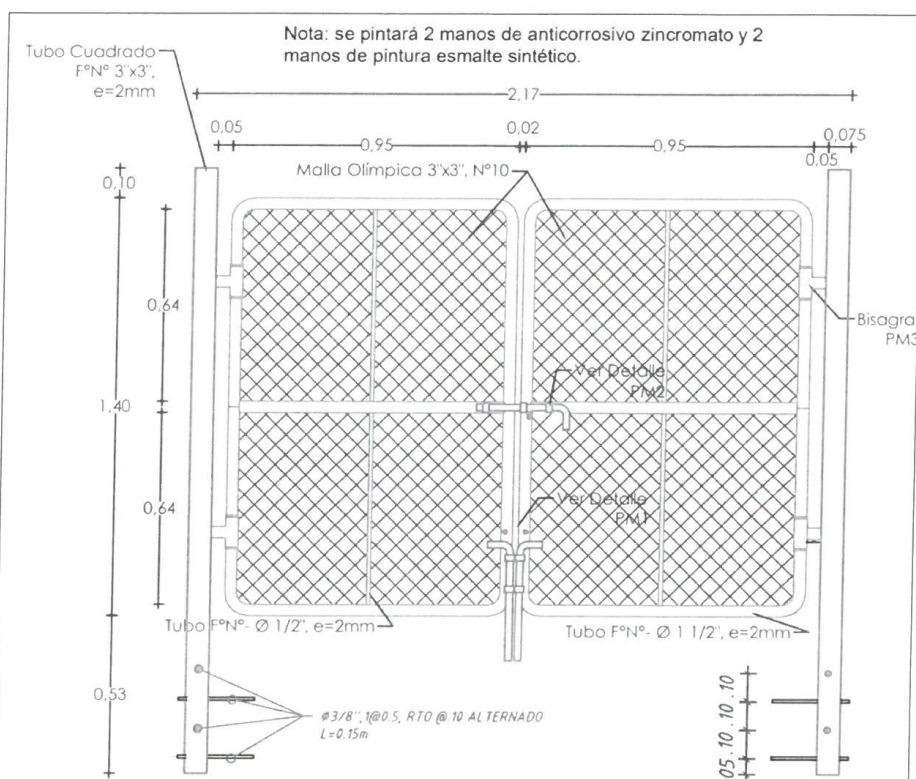 Nota: se pintará 2 manos de anticorrosivo zincromato y 2
manos de pintura esmalte sintético.
Tubo Cuadrado
F°N° 3"x3",
e=2mm
2,17
0,05
0,95
0,02
0,95
0,05
0,075
0,10
Malla Olímpica 3"x3", N°10
0,64
Bisagra
PM3
Ver Detalle
PM2
1,40
0,64
Ver Detalle
PM1
Tubo F°N°- Ø 1/2", e=2mm
Tubo F°N°- Ø 1 1/2", e=2mm
0,53
Ø3/8", 1@0.5, RTO @ 10 ALTERNADO
L=0.15m
05 .10 .10 .10